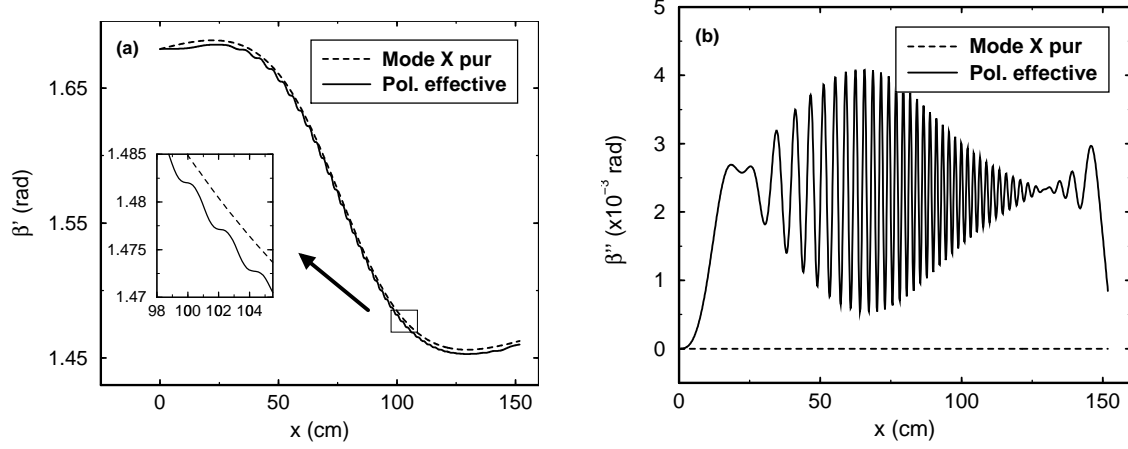 (a)
Mode X pur
Pol. effective
1.65
1.55
1.45
β' (rad)
1.485
1.48
1.475
1.47
98 100 102 104
0 50 100 150
x (cm)
(b)
Mode X pur
Pol. effective
5
4
3
2
1
0
β'' (x10⁻³ rad)
0 50 100 150
x (cm)